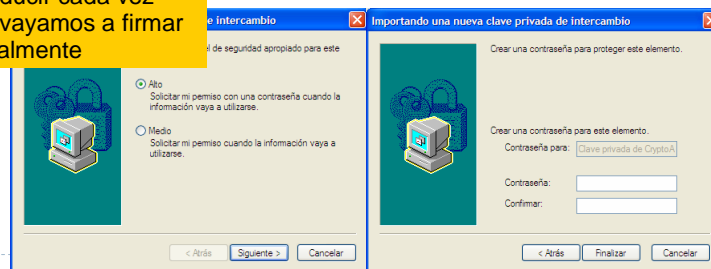 ducir cada vez
vayamos a firmar
almente
e intercambio
l de seguridad apropiado para este
Alto
Solicitar mi permiso con una contraseña cuando la
información vaya a utilizarse.
Medio
Solicitar mi permiso cuando la información vaya a
utilizarse.
< Atrás
Siguiente >
Cancelar
Importando una nueva clave privada de intercambio
Crear una contraseña para proteger este elemento.
Crear una contraseña para este elemento.
Contraseña para: Clave privada de CryptoA
Contraseña:
Confirmar:
< Atrás
Finalizar
Cancelar